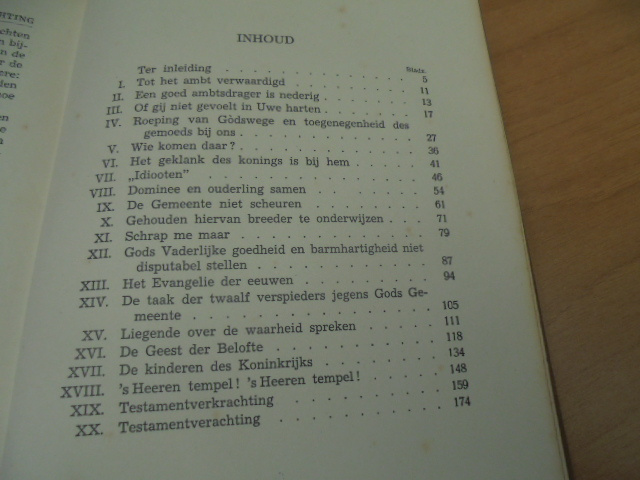 INHOUD
Bladz.
Ter inleiding 5
I. Tot het ambt verwaardigd 11
II. Een goed ambtsdrager is nederig 13
III. Of gij niet gevoelt in Uwe harten 17
IV. Roeping van Godswege en toegenegenheid des
gemoeds bij ons 27
V. Wie komen daar? 36
VI. Het geklank des konings is bij hem 41
VII. „Idiooten” 46
VIII. Dominee en ouderling samen 54
IX. De Gemeente niet scheuren 61
X. Gehouden hiervan breeder te onderwijzen 71
XI. Schrap me maar 79
XII. Gods Vaderlijke goedheid en barmhartigheid niet
disputabel stellen 87
XIII. Het Evangelie der eeuwen 94
XIV. De taak der twaalf verspieders jegens Gods Ge-
meente 105
XV. Liegende over de waarheid spreken 111
XVI. De Geest der Belofte 118
XVII. De kinderen des Koninkrijks 134
XVIII. 's Heeren tempel! 's Heeren tempel! 148
XIX. Testamentverkrachting 159
XX. Testamentverachting 174